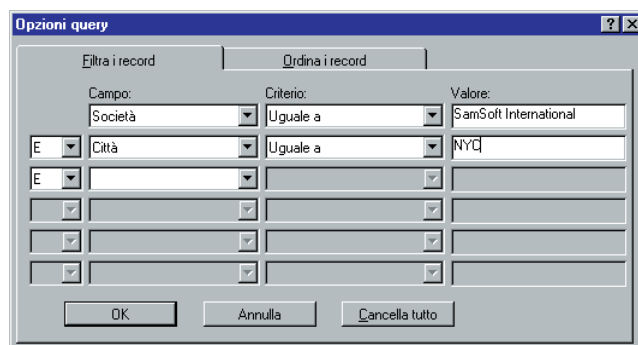 Opzioni query
Filtra i record Ordina i record
Campo: Criterio: Valore:
Società Uguale a SamSoft International
E Città Uguale a NYC
E
OK Annulla Cancella tutto